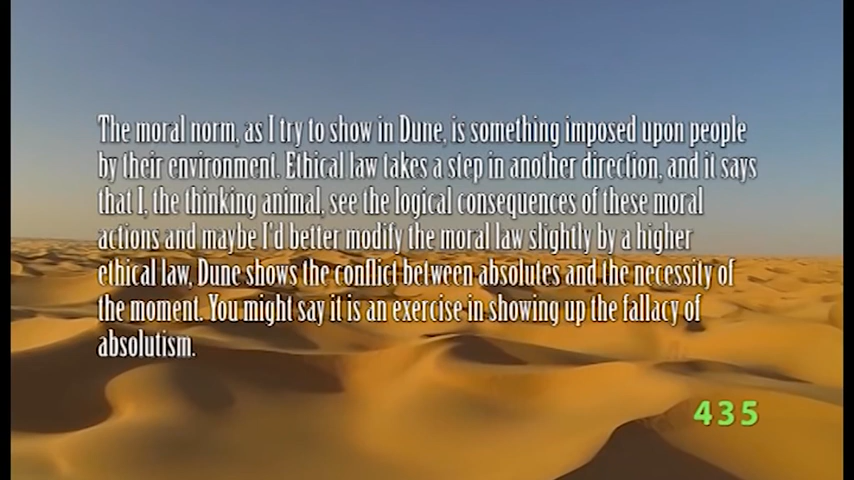 The moral norm, as I try to show in Dune, is something imposed upon people
by their environment. Ethical law takes a step in another direction, and it says
that I, the thinking animal, see the logical consequences of these moral
actions and maybe I'd better modify the moral law slightly by a higher
ethical law, Dune shows the conflict between absolutes and the necessity of
the moment. You might say it is an exercise in showing up the fallacy of
absolutism.
435